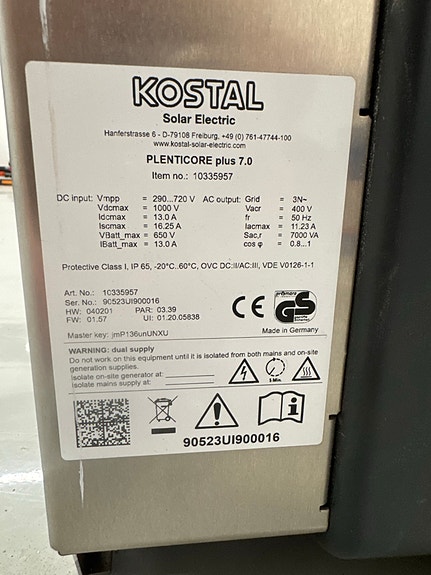 KOSTAL
Solar Electric
Hanferstrasse 6 - D-79108 Freiburg, +49 (0) 761-47744-100
www.kostal-solar-electric.com
PLENTICORE plus 7.0
Item no.: 10335957
DC input: Vmpp = 290...720 V AC output: Grid = 3N~
Vdcmax = 1000 V Vacr = 400 V
Idcmax = 13.0 A fr = 50 Hz
Iscmax = 16.25 A Iacmax = 11.23 A
VBatt_max = 650 V Sac,r = 7000 VA
IBatt_max = 13.0 A cos φ = 0.8...1
Protective Class I, IP 65, -20°C..60°C, OVC DC:II/AC:III, VDE V0126-1-1
Art. No.: 10335957
Ser. No.: 90523UI900016
HW: 040201 PAR: 03.39
FW: 01.57 UI: 01.20.05838
Master key: jmP136unUNXU
CE
GS
Made in Germany
WARNING: dual supply
Do not work on this equipment until it is isolated from both mains and on-site
generation supplies.
Isolate on-site generator at:
Isolate mains supply at:
5 Min.
90523UI900016